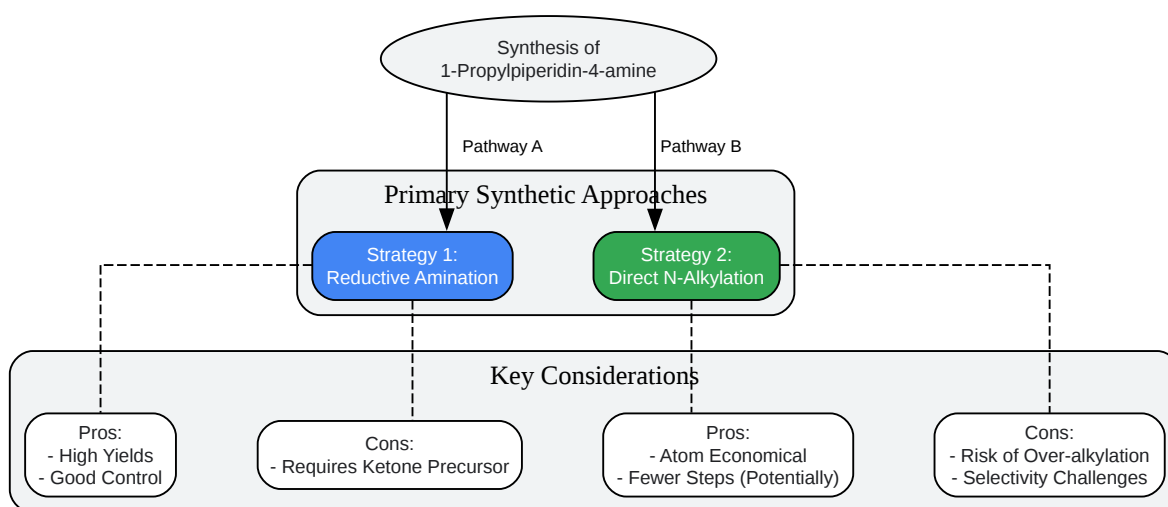 Synthesis of
1-Propylpiperidin-4-amine
Pathway A
Pathway B
Primary Synthetic Approaches
Strategy 1:
Reductive Amination
Strategy 2:
Direct N-Alkylation
Key Considerations
Pros:
- High Yields
- Good Control
Cons:
- Requires Ketone Precursor
Pros:
- Atom Economical
- Fewer Steps (Potentially)
Cons:
- Risk of Over-alkylation
- Selectivity Challenges